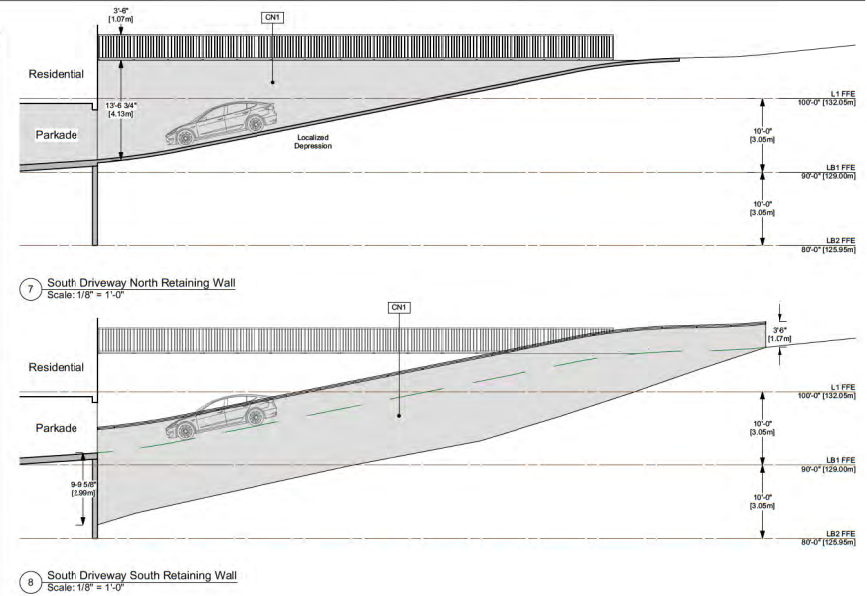 3'-6"
[1.07m]
CN1
Residential
L1 FFE
100'-0" [132.05m]
13'-6 3/4"
[4.13m]
Parkade
Localized
Depression
10'-0"
[3.05m]
LB1 FFE
90'-0" [129.00m]
10'-0"
[3.05m]
LB2 FFE
80'-0" [125.95m]
7
South Driveway North Retaining Wall
Scale: 1/8" = 1'-0"
CN1
3'6"
[1.07m]
Residential
L1 FFE
100'-0" [132.05m]
Parkade
10'-0"
[3.05m]
LB1 FFE
90'-0" [129.00m]
9-9 5/8"
[2.99m]
10'-0"
[3.05m]
LB2 FFE
80'-0" [125.95m]
8
South Driveway South Retaining Wall
Scale: 1/8" = 1'-0"